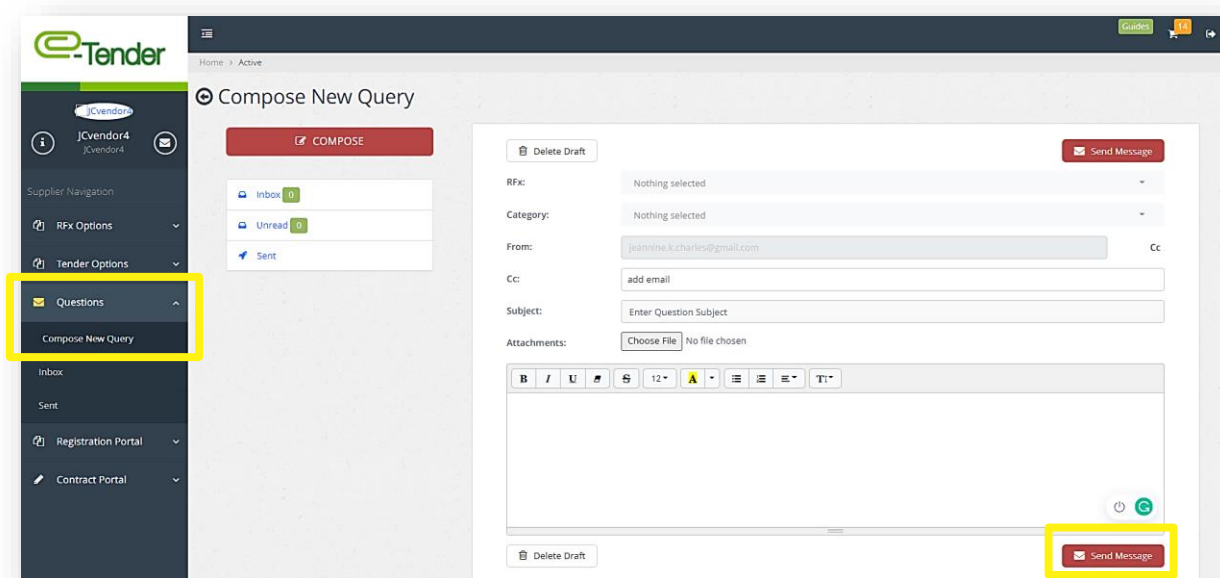 e-Tender
Guides
14
Home > Active
JCvendor4
JCvendor4
JCvendor4
Supplier Navigation
RFx Options
Tender Options
Questions
Compose New Query
Inbox
Sent
Registration Portal
Contract Portal
Compose New Query
COMPOSE
Inbox 0
Unread 0
Sent
Delete Draft
Send Message
RFx: Nothing selected
Category: Nothing selected
From: jeannine.k.charles@gmail.com Cc
Cc: add email
Subject: Enter Question Subject
Attachments: Choose File No file chosen
B I U S 12 A T
Delete Draft
Send Message